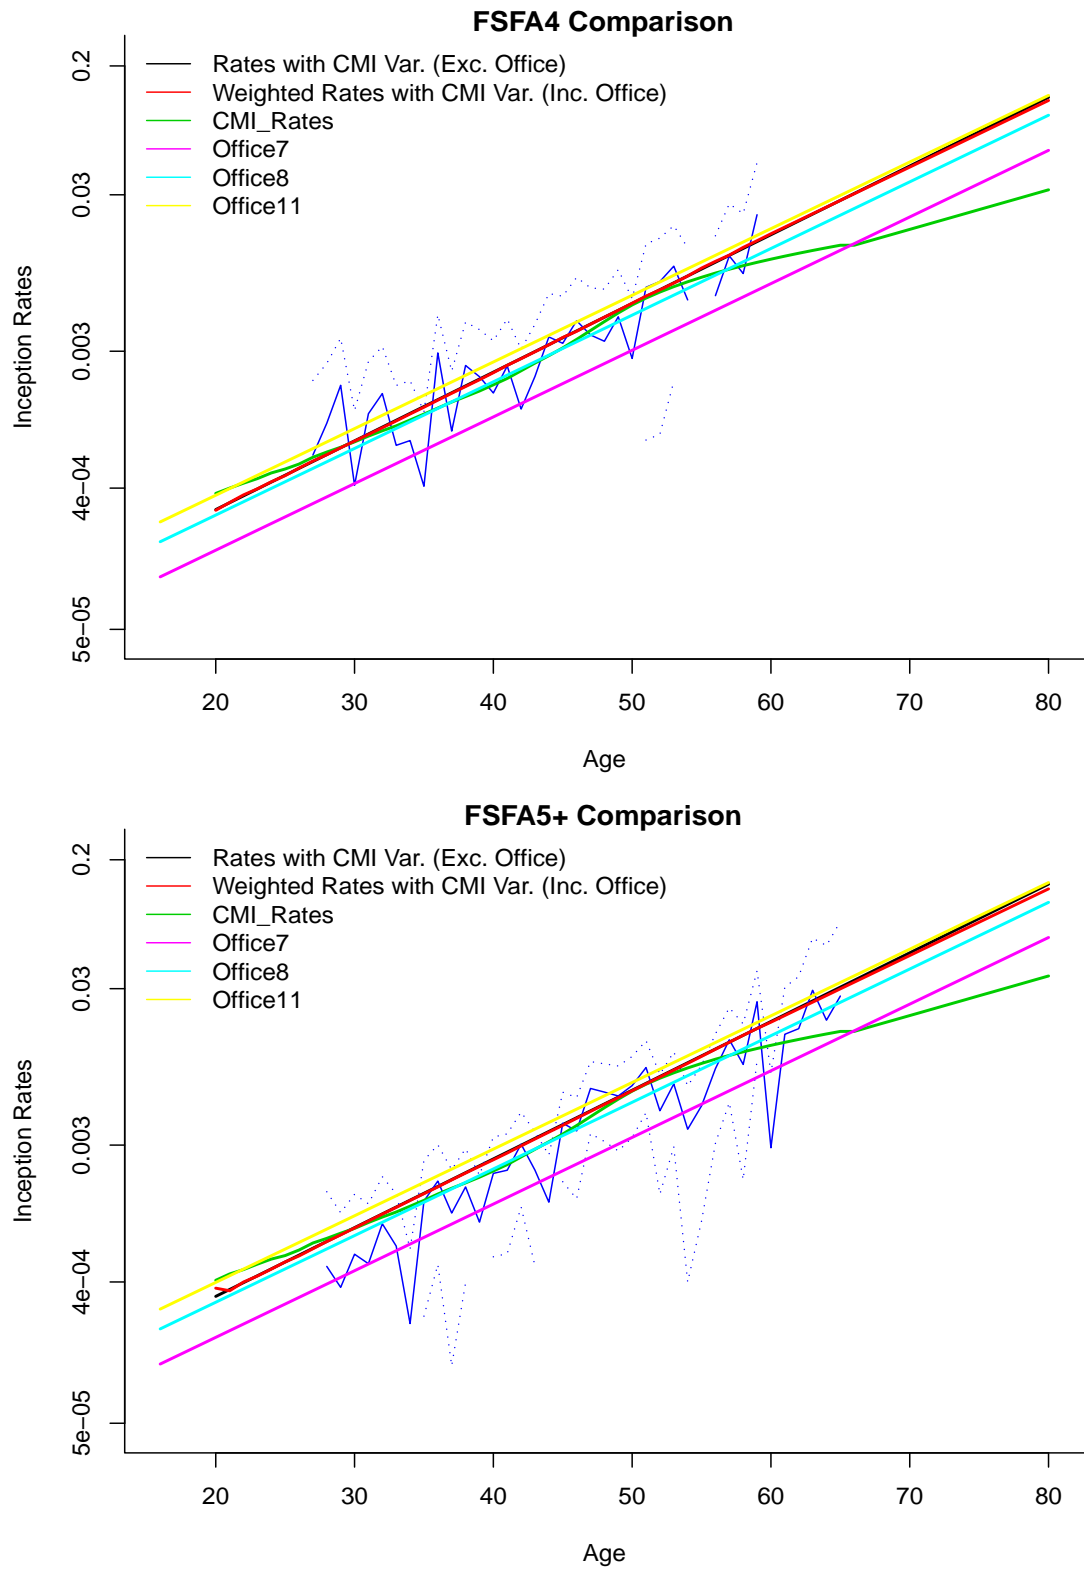 FSFA4 Comparison
Rates with CMI Var. (Exc. Office)
Weighted Rates with CMI Var. (Inc. Office)
CMI_Rates
Office7
Office8
Office11
0.2
0.03
0.003
4e−04
5e−05
Inception Rates
20 30 40 50 60 70 80
Age
FSFA5+ Comparison
Rates with CMI Var. (Exc. Office)
Weighted Rates with CMI Var. (Inc. Office)
CMI_Rates
Office7
Office8
Office11
0.2
0.03
0.003
4e−04
5e−05
Inception Rates
20 30 40 50 60 70 80
Age